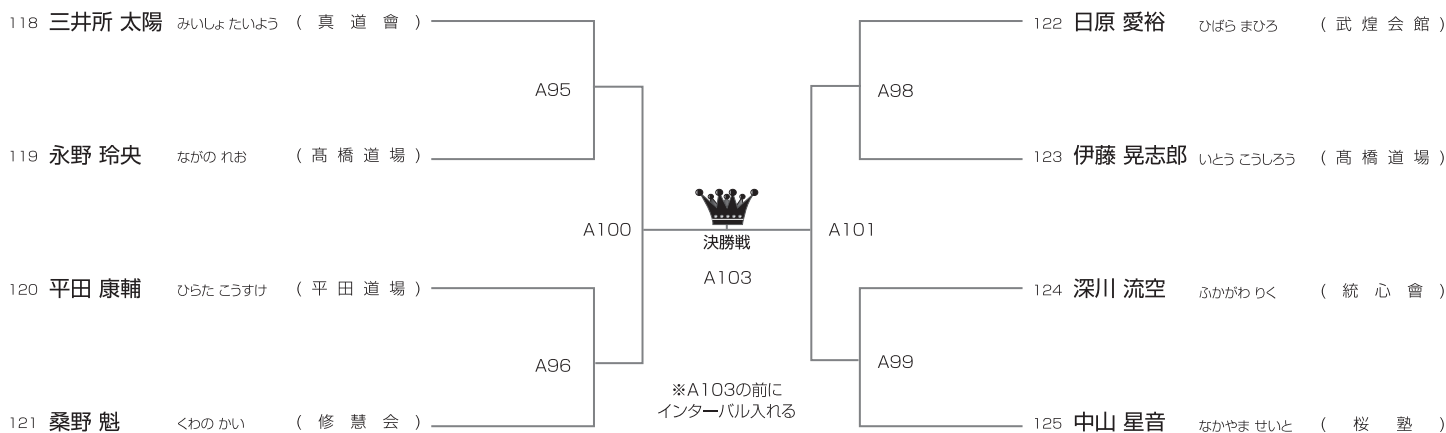 118 三井所 太陽 みいしょ たいよう ( 真 道 會 )
A95
119 永野 玲央 ながの れお ( 髙 橋 道 場 )
A100
120 平田 康輔 ひらた こうすけ ( 平 田 道 場 )
A96
121 桑野 魁 くわの かい ( 修 慧 会 )
決勝戦
A103
※A103の前に
インターバル入れる
122 日原 愛裕 ひばら まひろ ( 武 煌 会 館 )
A98
123 伊藤 晃志郎 いとう こうしろう ( 髙 橋 道 場 )
A101
124 深川 流空 ふかがわ りく ( 統 心 會 )
A99
125 中山 星音 なかやま せいと ( 桜 塾 )